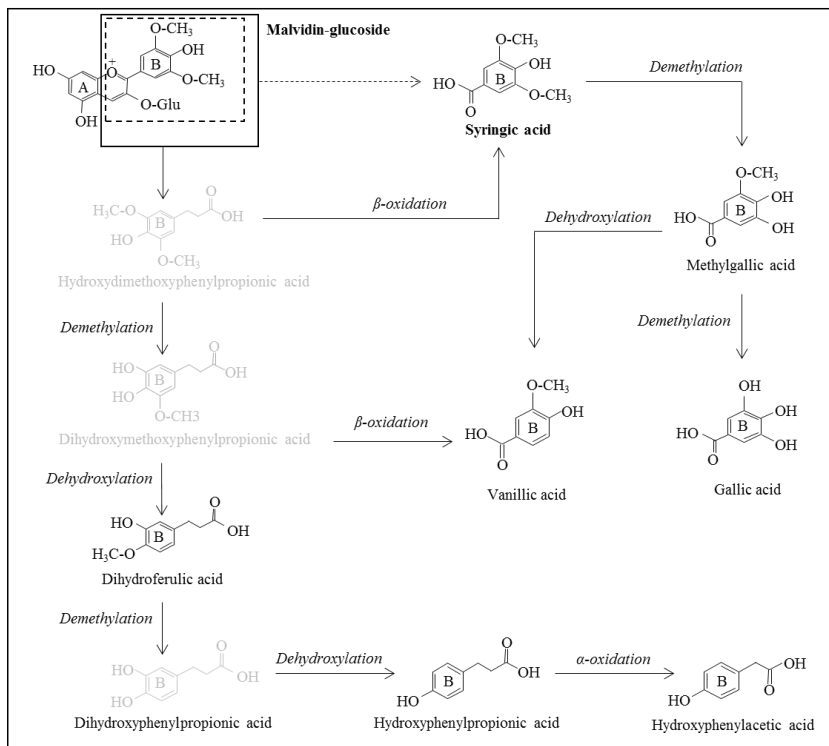 Malvidin-glucoside
O-CH₃
OH
B
O-CH₃
O
+
HO
A
O-Glu
OH
O-CH₃
OH
HO
B
O-CH₃
O
Syringic acid
Demethylation
O
H₃C-O
OH
B
HO
O-CH₃
Hydroxydimethoxyphenylpropionic acid
β-oxidation
Dehydroxylation
O-CH₃
OH
HO
B
OH
O
Methylgallic acid
Demethylation
Demethylation
O
HO
OH
B
HO
O-CH3
Dihydroxymethoxyphenylpropionic acid
β-oxidation
O-CH₃
OH
HO
B
O
Vanillic acid
OH
OH
HO
B
OH
O
Gallic acid
Dehydroxylation
O
HO
OH
B
H₃C-O
Dihydroferulic acid
Demethylation
O
HO
OH
B
HO
Dihydroxyphenylpropionic acid
Dehydroxylation
O
OH
B
HO
Hydroxyphenylpropionic acid
α-oxidation
OH
B
O
HO
Hydroxyphenylacetic acid